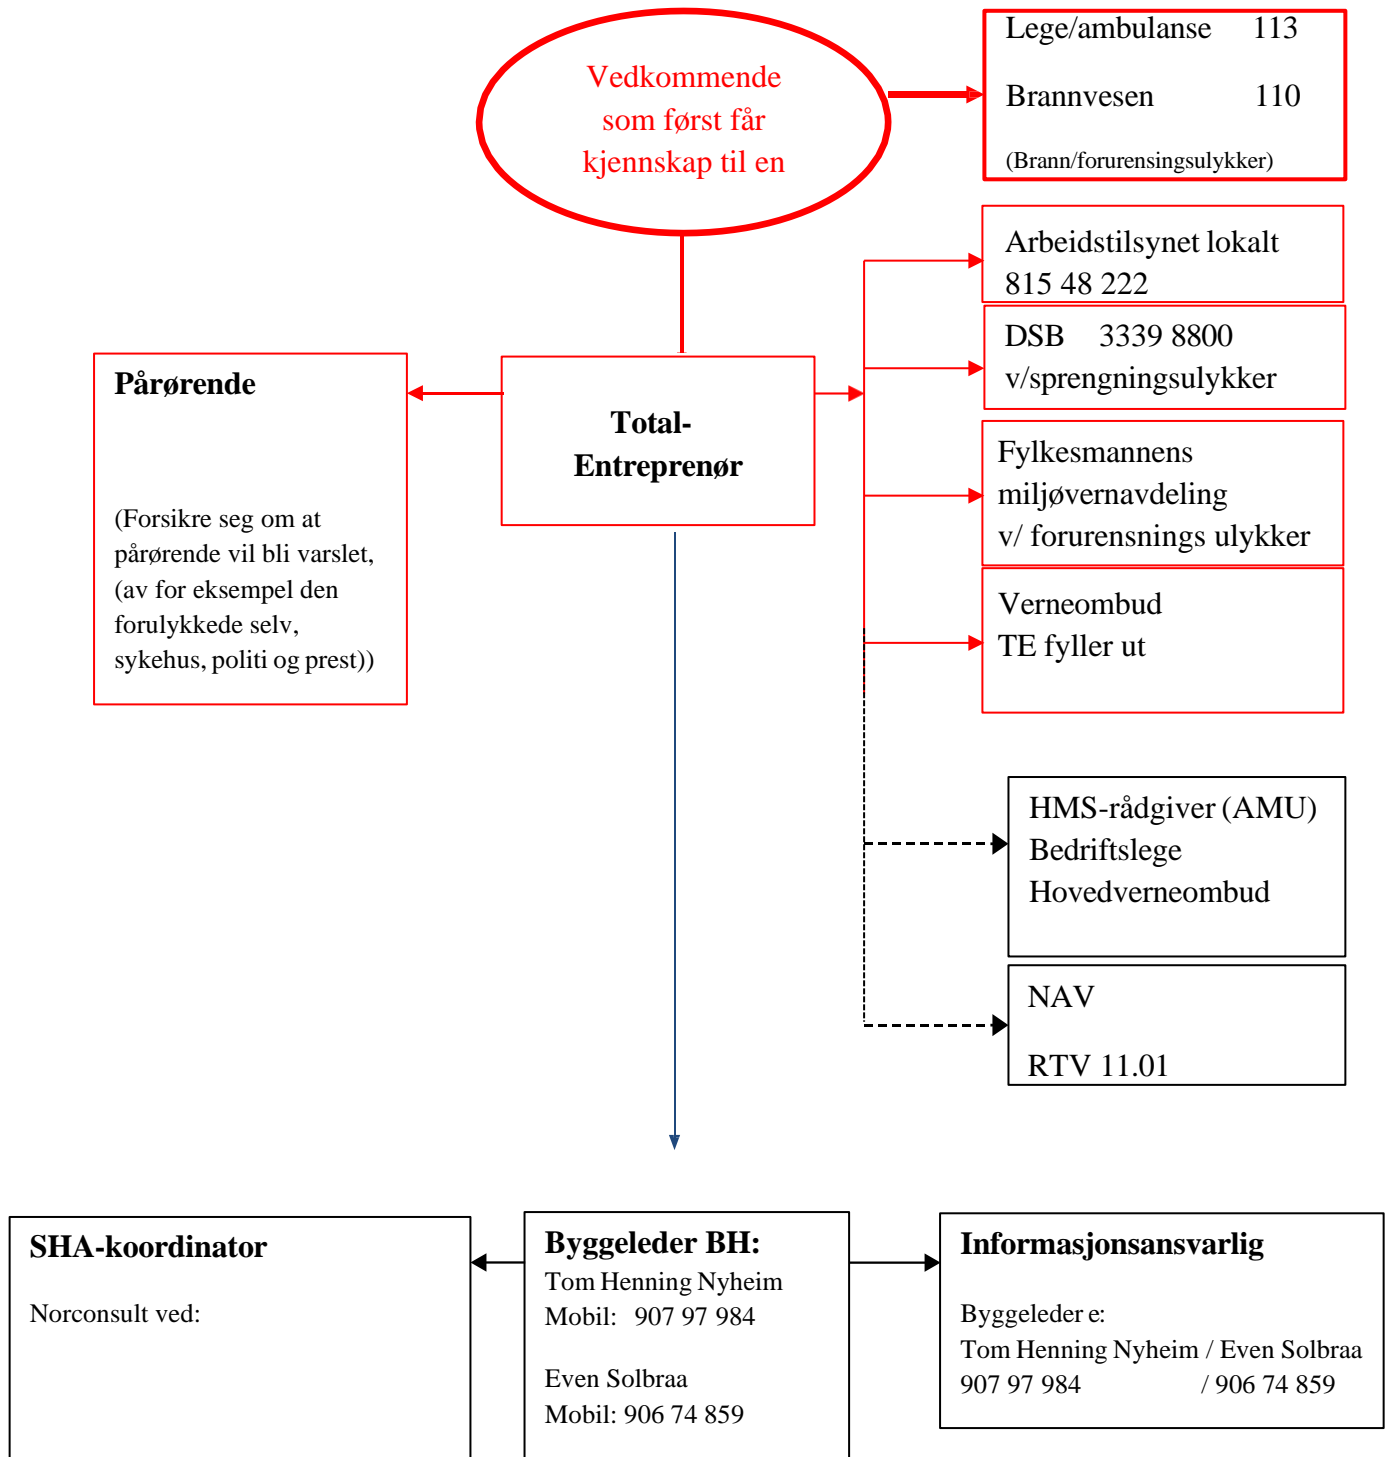 Vedkommende
som først får
kjennskap til en
Lege/ambulanse 113
Brannvesen 110
(Brann/forurensingsulykker)
Arbeidstilsynet lokalt
815 48 222
DSB 3339 8800
v/sprengningsulykker
Fylkesmannens
miljøvernavdeling
v/ forurensnings ulykker
Verneombud
TE fyller ut
Pårørende
(Forsikre seg om at
pårørende vil bli varslet,
(av for eksempel den
forulykkede selv,
sykehus, politi og prest))
Total-
Entreprenør
HMS-rådgiver (AMU)
Bedriftslege
Hovedverneombud
NAV
RTV 11.01
SHA-koordinator
Norconsult ved:
Byggeleder BH:
Tom Henning Nyheim
Mobil: 907 97 984
Even Solbraa
Mobil: 906 74 859
Informasjonsansvarlig
Byggeleder e:
Tom Henning Nyheim / Even Solbraa
907 97 984 / 906 74 859